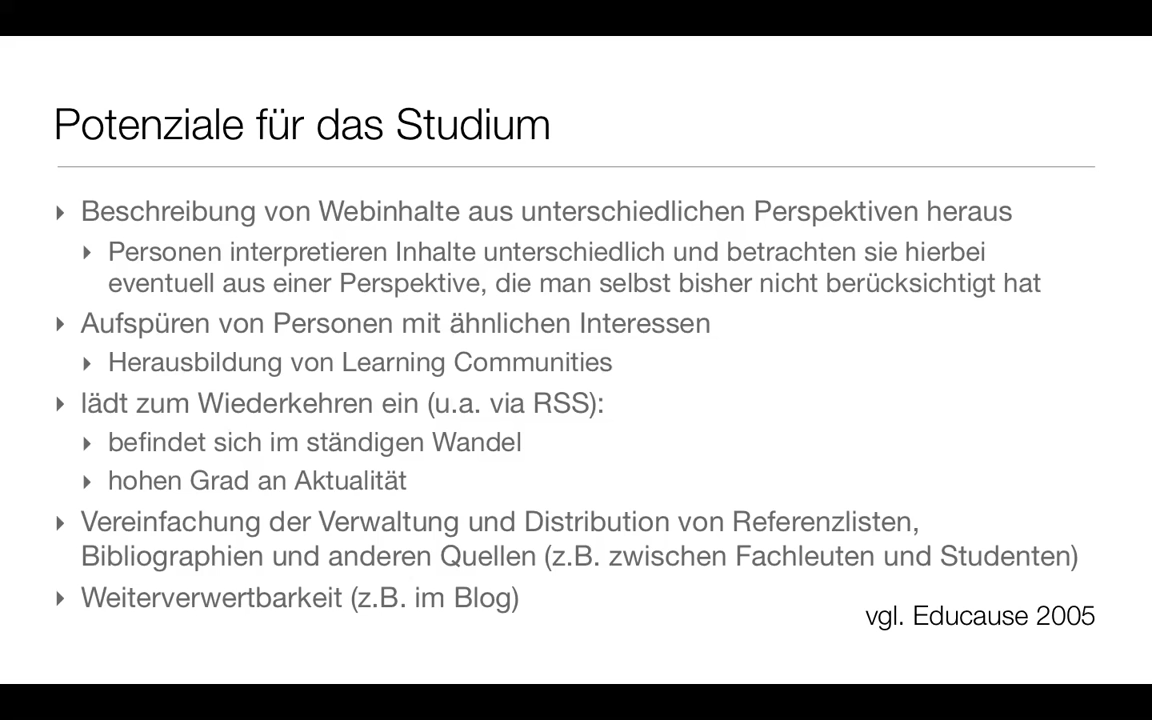 Potenziale für das Studium
‣ Beschreibung von Webinhalte aus unterschiedlichen Perspektiven heraus
‣ Personen interpretieren Inhalte unterschiedlich und betrachten sie hierbei
eventuell aus einer Perspektive, die man selbst bisher nicht berücksichtigt hat
‣ Aufspüren von Personen mit ähnlichen Interessen
‣ Herausbildung von Learning Communities
‣ lädt zum Wiederkehren ein (u.a. via RSS):
‣ befindet sich im ständigen Wandel
‣ hohen Grad an Aktualität
‣ Vereinfachung der Verwaltung und Distribution von Referenzlisten,
Bibliographien und anderen Quellen (z.B. zwischen Fachleuten und Studenten)
‣ Weiterverwertbarkeit (z.B. im Blog)
vgl. Educause 2005